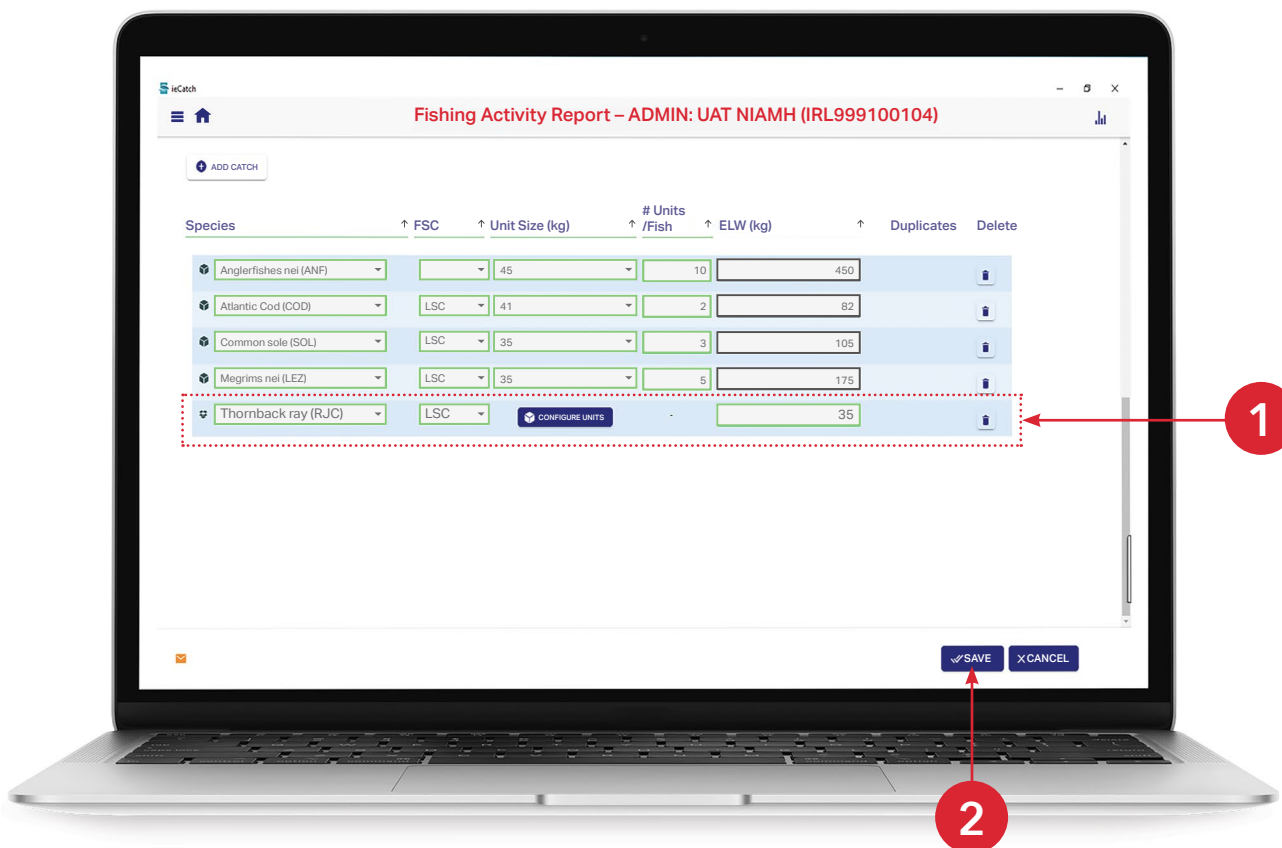 ieCatch
Fishing Activity Report – ADMIN: UAT NIAMH (IRL999100104)
ADD CATCH
Species FSC Unit Size (kg) # Units /Fish ELW (kg) Duplicates Delete
Anglerfishes nei (ANF) 45 10 450
Atlantic Cod (COD) LSC 41 2 82
Common sole (SOL) LSC 35 3 105
Megrims nei (LEZ) LSC 35 5 175
Thornback ray (RJC) LSC CONFIGURE UNITS - 35
1
SAVE X CANCEL
2